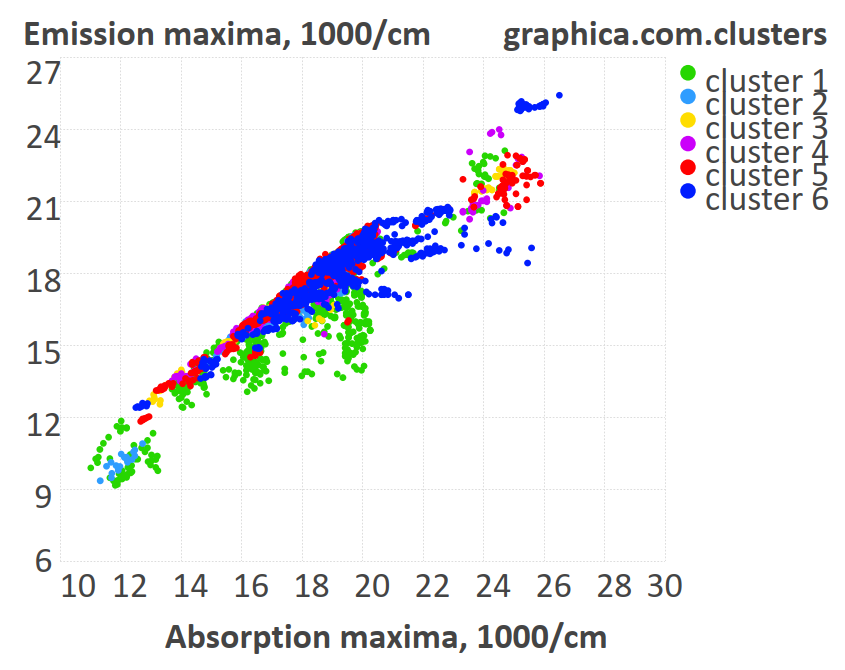 Emission maxima, 1000/cm graphica.com.clusters
27
24
21
18
15
12
9
6
cluster 1
cluster 2
cluster 3
cluster 4
cluster 5
cluster 6
10 12 14 16 18 20 22 24 26 28 30
Absorption maxima, 1000/cm